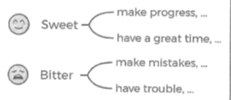 make progress, ...
Sweet
have a great time, ...
make mistakes, ...
Bitter
have trouble, ...